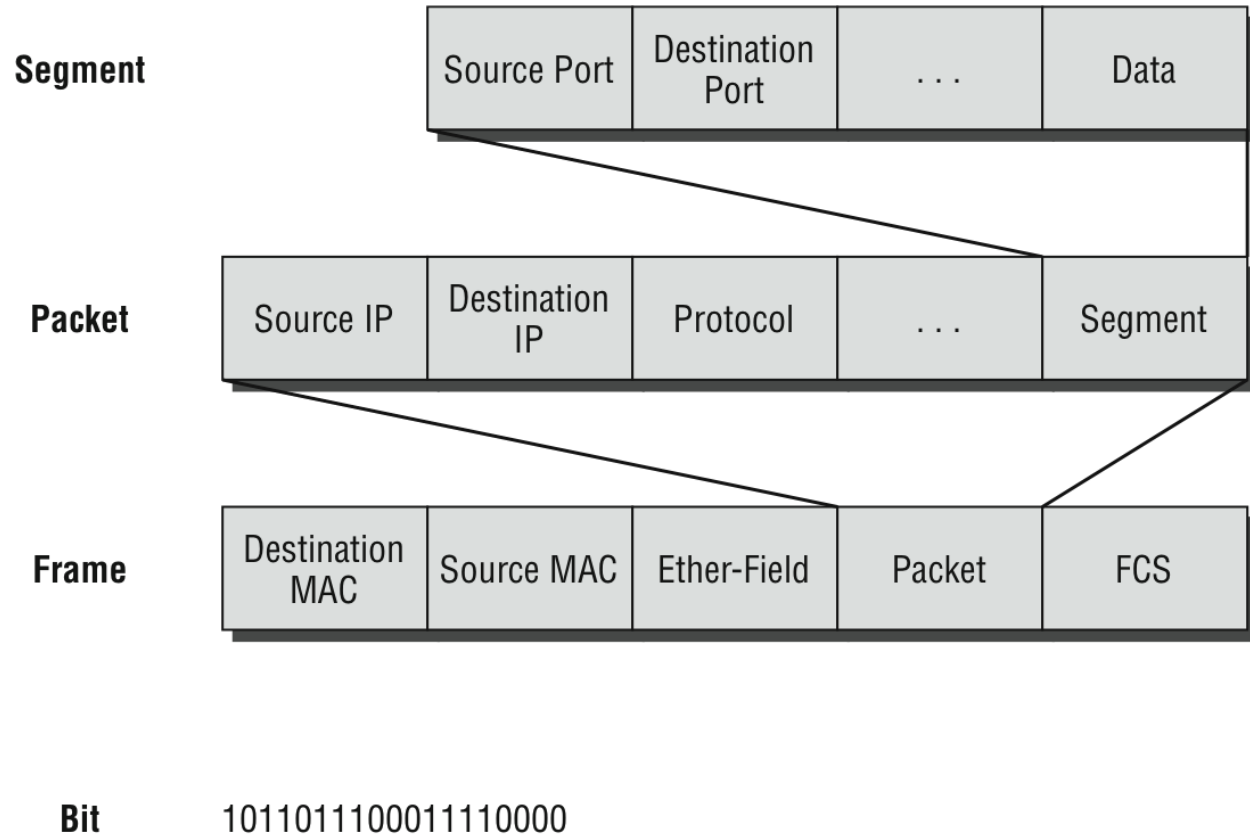 Segment
Source Port
Destination
Port
. . .
Data
Packet
Source IP
Destination
IP
Protocol
. . .
Segment
Frame
Destination
MAC
Source MAC
Ether-Field
Packet
FCS
Bit
1011011100011110000